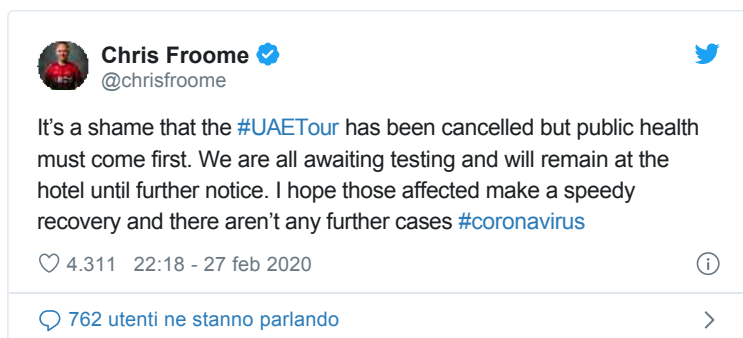 Chris Froome
@chrisfroome
It's a shame that the #UAETour has been cancelled but public health
must come first. We are all awaiting testing and will remain at the
hotel until further notice. I hope those affected make a speedy
recovery and there aren't any further cases #coronavirus
4.311 22:18 - 27 feb 2020
762 utenti ne stanno parlando